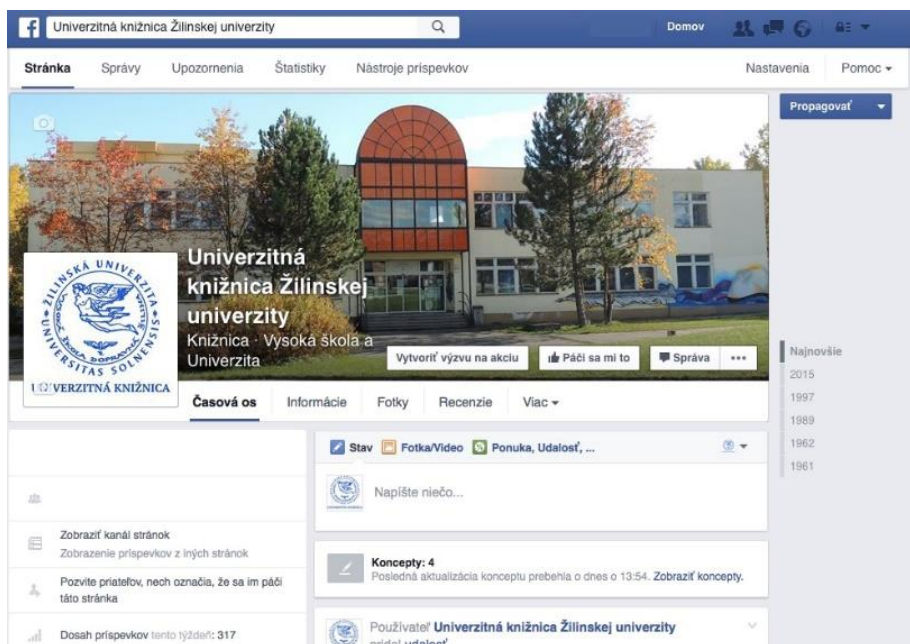 Univerzitná knižnica Žilinskej univerzity
Domov
Stránka Správy Upozornenia Štatistiky Nástroje príspevkov Nastavenia Pomoc
Propagovať
ŽILINSKÁ UNIVERZITA
UNIVERSITAS SOLNENSIS
UNIVERZITNÁ KNIŽNICA
Univerzitná
knižnica Žilinskej
univerzity
Knižnica · Vysoká škola a
Univerzita
Vytvoriť výzvu na akciu Páči sa mi to Správa •••
Časová os Informácie Fotky Recenzie Viac
Najnovšie
2015
1997
1989
1962
1961
Stav Fotka/Video Ponuka, Udalosť, ...
Napíšte niečo...
Zobraziť kanál stránok
Zobrazenie príspevkov z iných stránok
Pozvite priateľov, nech označia, že sa im páči
táto stránka
Dosah príspevkov tento týždeň: 317
Koncepty: 4
Posledná aktualizácia konceptu prebehla o dnes o 13:54. Zobraziť koncepty.
Používateľ Univerzitná knižnica Žilinskej univerzity
pridal udalosť